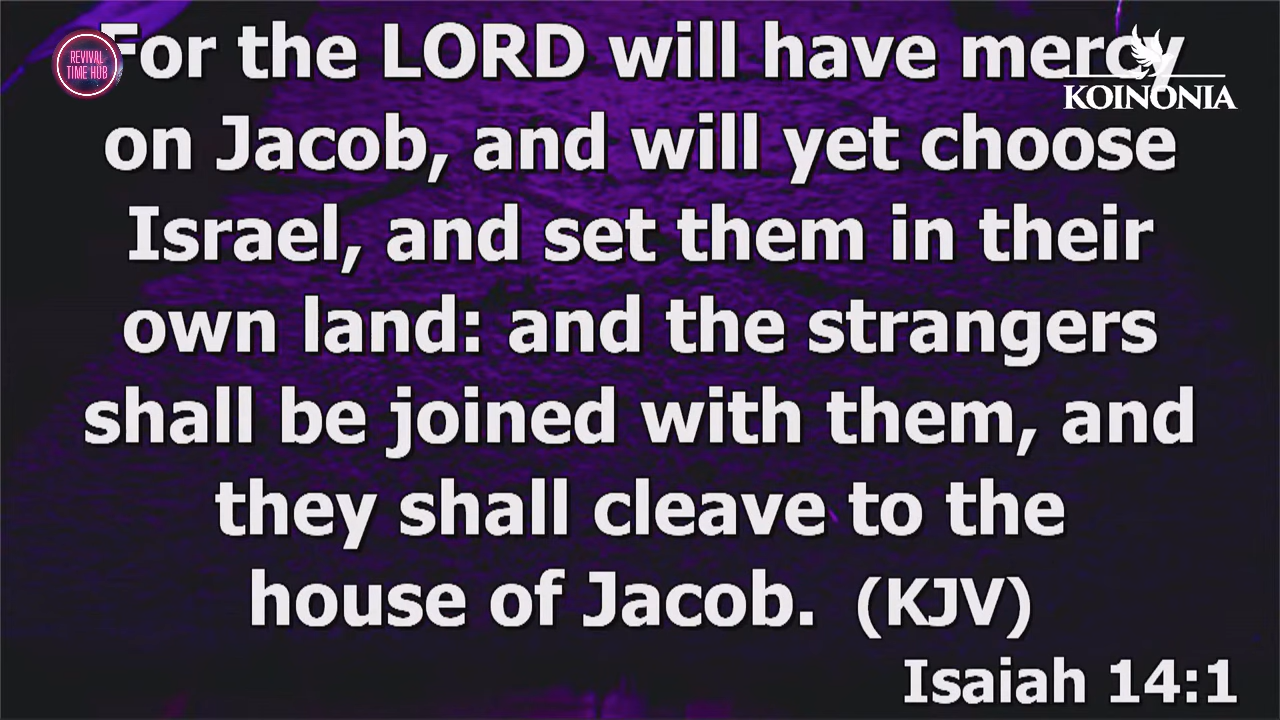 REVIVAL
TIME HUB
KOINONIA
For the LORD will have mercy
on Jacob, and will yet choose
Israel, and set them in their
own land: and the strangers
shall be joined with them, and
they shall cleave to the
house of Jacob. (KJV)
Isaiah 14:1